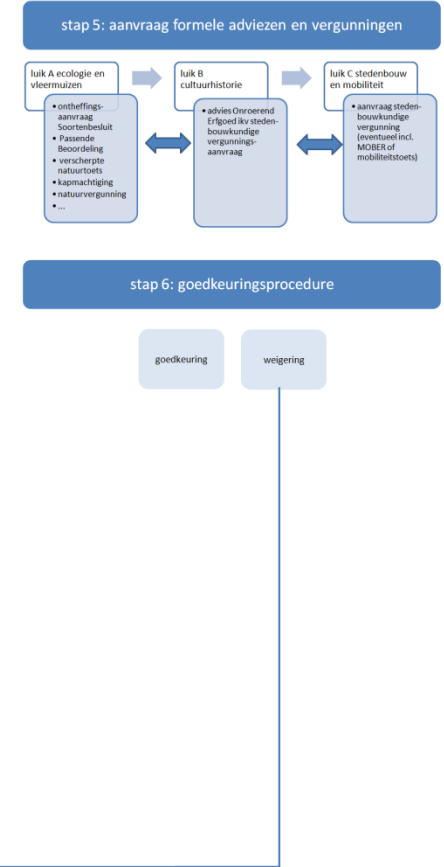 stap 5: aanvraag formele adviezen en vergunningen
luik A ecologie en
vleermuizen
• ontheffings-
aanvraag
Soortenbesluit
• Passende
Beoordeling
• verscherpte
natuurtoets
• kapmachtiging
• natuurvergunning
• ...
luik B
cultuurhistorie
• advies Onroerend
Erfgoed ikv steden-
bouwkundige
vergunnings-
aanvraag
luik C stedenbouw
en mobiliteit
• aanvraag steden-
bouwkundige
vergunning
(eventueel incl.
MOBER of
mobiliteitstoets)
stap 6: goedkeuringsprocedure
goedkeuring
weigering